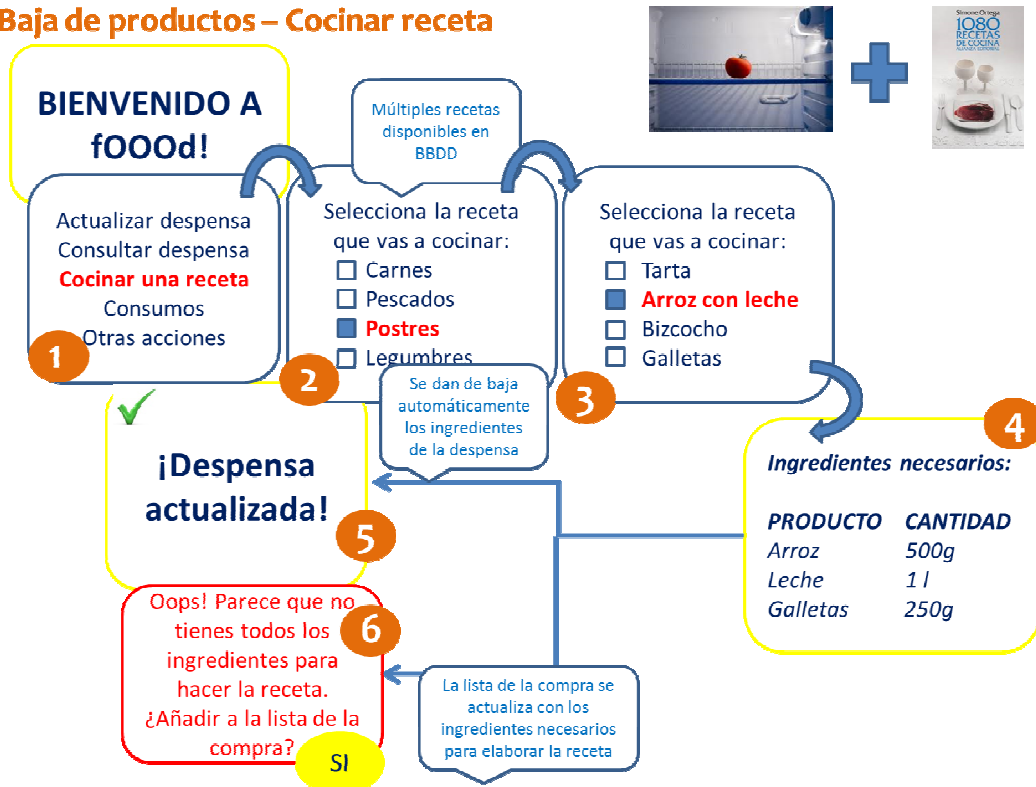 Baja de productos – Cocinar receta
Simone Ortega
1080
RECETAS
DE COCINA
ALIANZA EDITORIAL
BIENVENIDO A
fOOOd!
Actualizar despensa
Consultar despensa
Cocinar una receta
Consumos
Otras acciones
1
Múltiples recetas
disponibles en
BBDD
Selecciona la receta
que vas a cocinar:
Carnes
Pescados
Postres
Legumbres
2
Selecciona la receta
que vas a cocinar:
Tarta
Arroz con leche
Bizcocho
Galletas
3
4
Ingredientes necesarios:
PRODUCTO CANTIDAD
Arroz 500g
Leche 1 l
Galletas 250g
Se dan de baja
automáticamente
los ingredientes
de la despensa
¡Despensa
actualizada!
5
Oops! Parece que no
tienes todos los
ingredientes para
hacer la receta.
¿Añadir a la lista de la
compra?
6
SI
La lista de la compra se
actualiza con los
ingredientes necesarios
para elaborar la receta